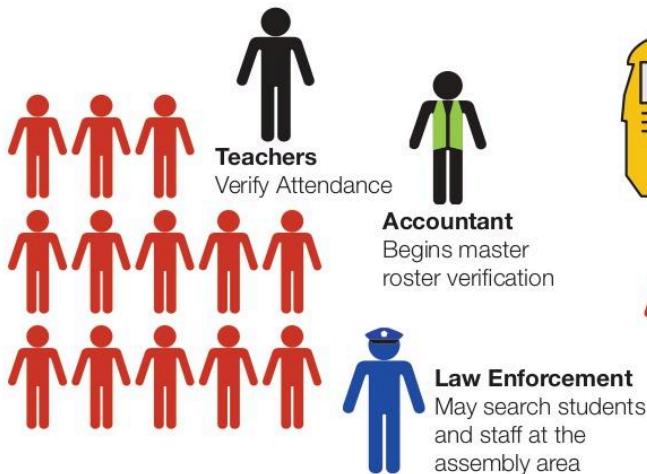 Teachers
Verify Attendance
Accountant
Begins master
roster verification
Law Enforcement
May search students
and staff at the
assembly area